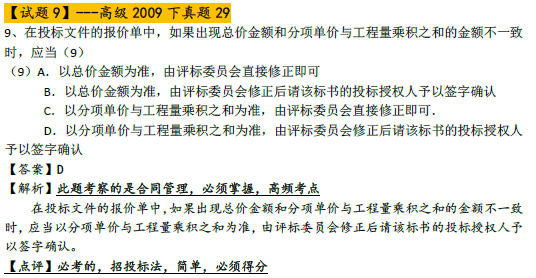 【试题 9】---高级 2009 下真题 29
9、在投标文件的报价单中，如果出现总价金额和分项单价与工程量乘积之和的金额不一致
时，应当（9）
（9）A．以总价金额为准，由评标委员会直接修正即可
B．以总价金额为准，由评标委员会修正后请该标书的投标授权人予以签字确认
C．以分项单价与工程量乘积之和为准，由评标委员会直接修正即可．
D．以分项单价与工程量乘积之和为准，由评标委员会修正后请该标书的投标授权人
予以签字确认
【答案】D
【解析】此题考察的是合同管理，必须掌握，高频考点
在投标文件的报价单中，如果出现总价金额和分项单价与工程量乘积之和的金额不一致
时，应当以分项单价与工程量乘积之和为准，由评标委员会修正后请该标书的投标授权人予
以签字确认。
【点评】必考的，招投标法，简单，必须得分